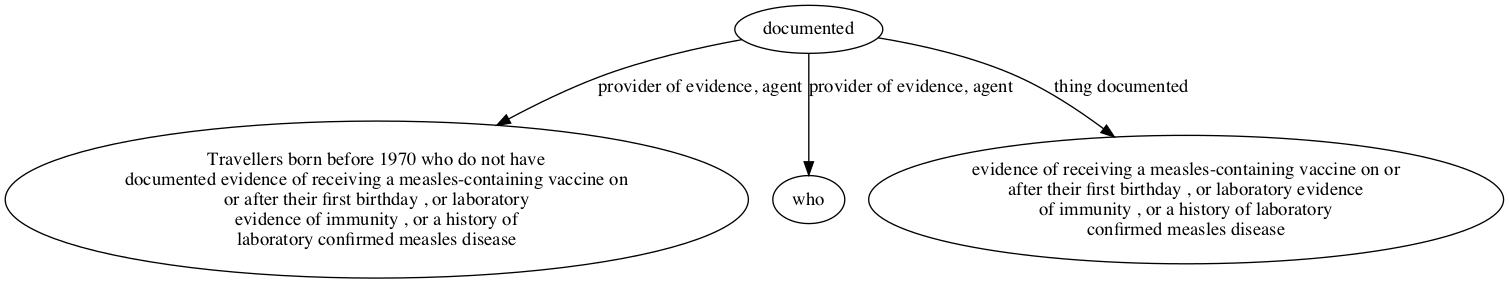 documented
provider of evidence, agent
provider of evidence, agent
thing documented
Travellers born before 1970 who do not have
documented evidence of receiving a measles-containing vaccine on
or after their first birthday , or laboratory
evidence of immunity , or a history of
laboratory confirmed measles disease
who
evidence of receiving a measles-containing vaccine on or
after their first birthday , or laboratory evidence
of immunity , or a history of laboratory
confirmed measles disease